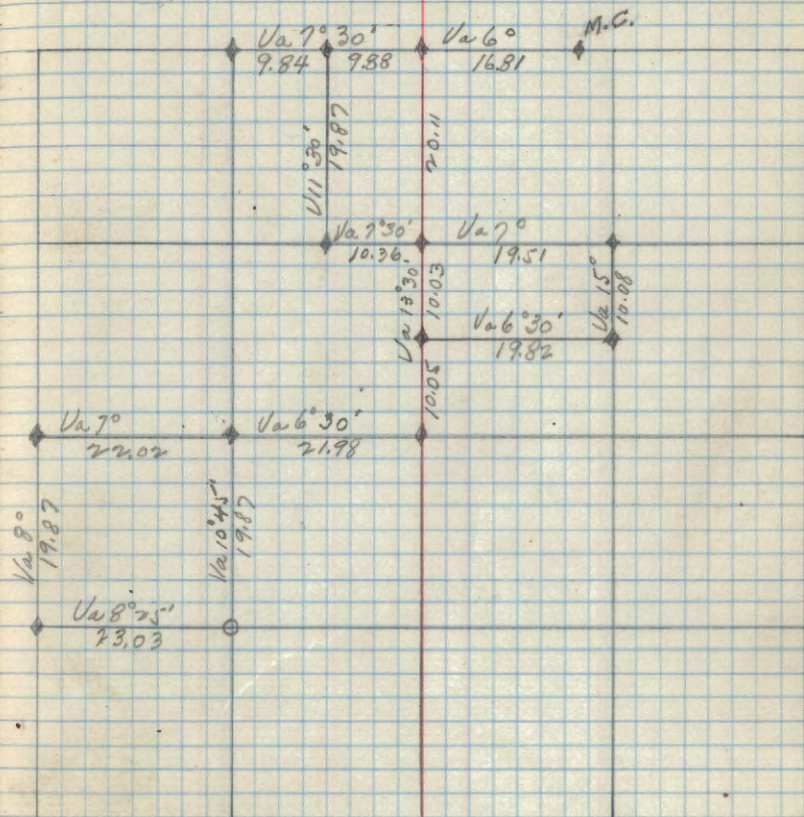 M.C.
Va 7° 30' Va 6°
9.84 9.88 16.81
V 11° 30'
19.87
20.11
Va 7° 30' Va 7°
10.36 19.51
Va 13° 30'
10.03
Va 15°
10.08
Va 6° 30'
19.82
10.05
Va 7° Va 6° 30'
22.02 21.98
Va 8°
19.87
Va 10° 45'
19.87
Va 8° 25'
23.03